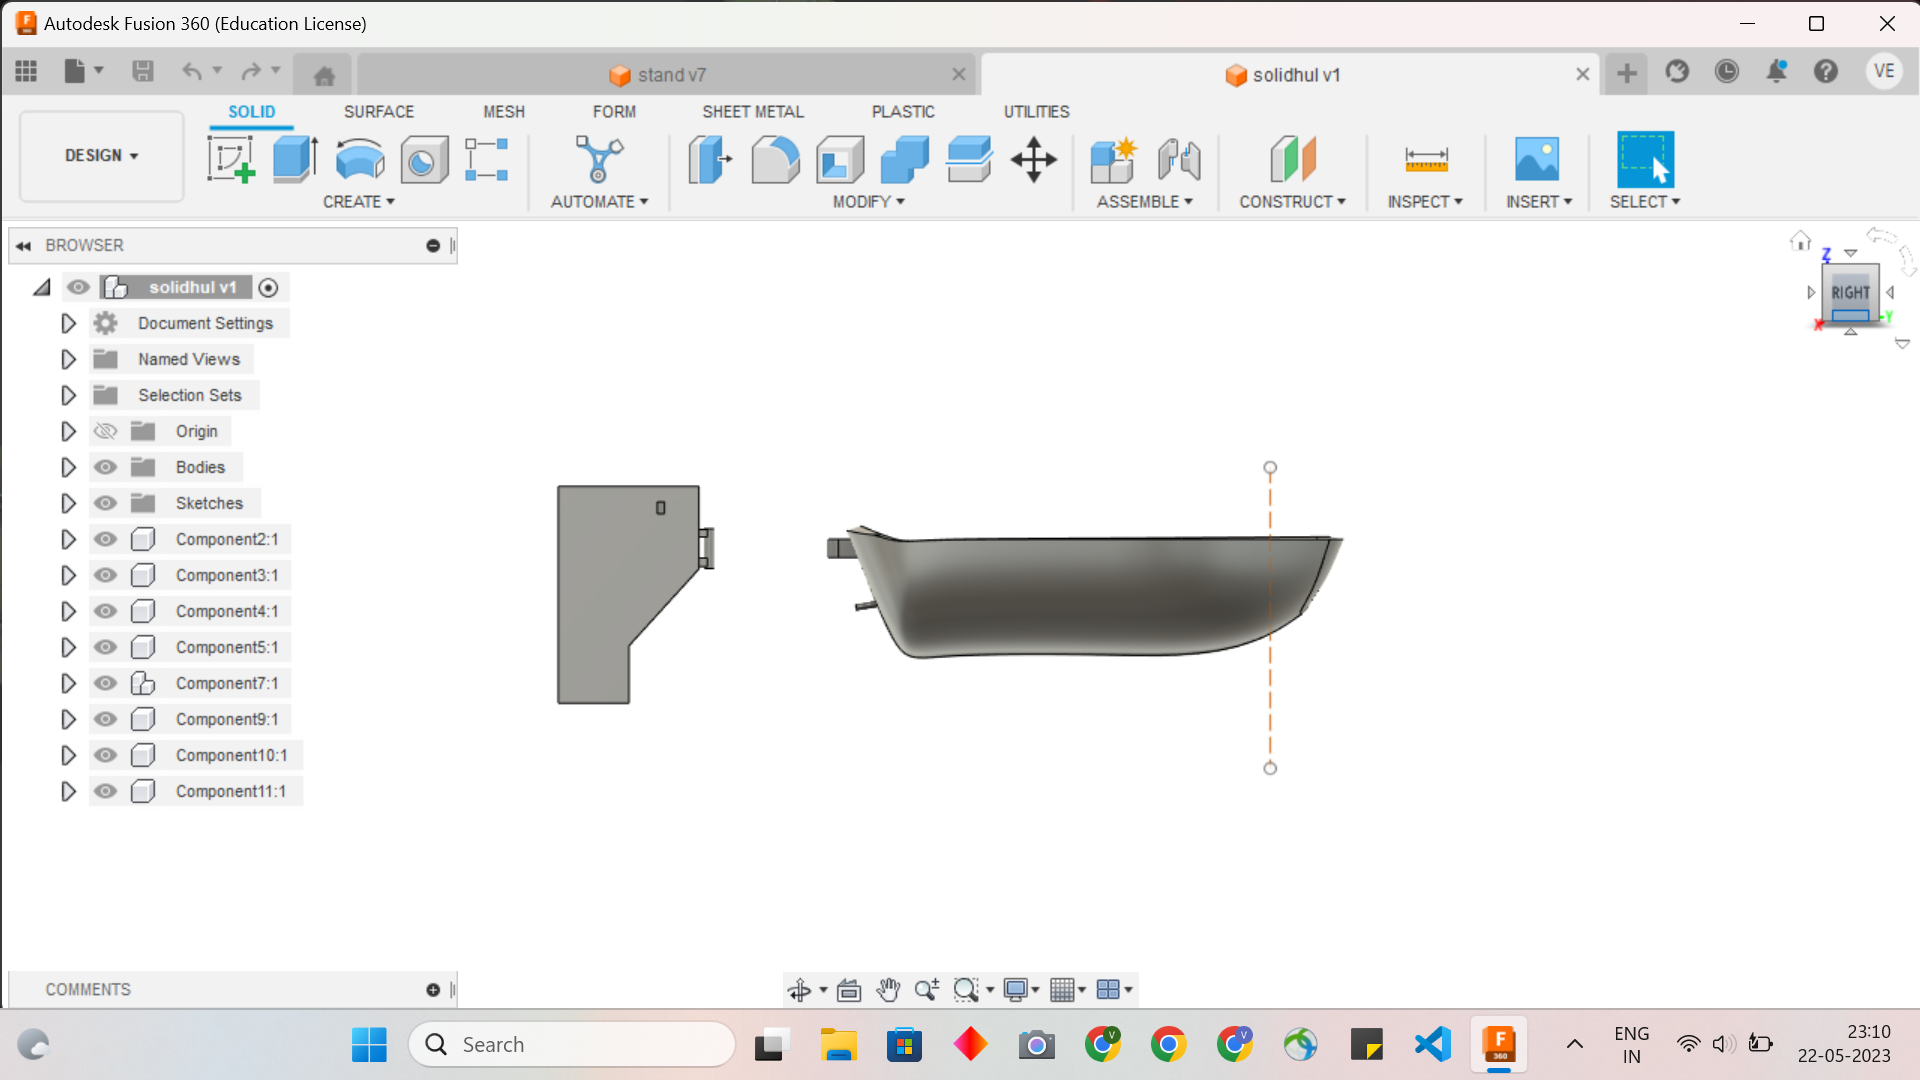 Autodesk Fusion 360 (Education License)
stand v7
solidhul v1
VE
SOLID SURFACE MESH FORM SHEET METAL PLASTIC UTILITIES
DESIGN
CREATE AUTOMATE MODIFY ASSEMBLE CONSTRUCT INSPECT INSERT SELECT
BROWSER
solidhul v1
Document Settings
Named Views
Selection Sets
Origin
Bodies
Sketches
Component2:1
Component3:1
Component4:1
Component5:1
Component7:1
Component9:1
Component10:1
Component11:1
Z
RIGHT
X
Y
COMMENTS
Search
V
V
F
360
ENG
IN
23:10
22-05-2023